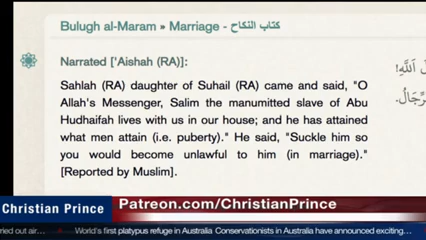 Bulugh al-Maram » Marriage - كتاب النكاح
Narrated ['Aishah (RA)]:
Sahlah (RA) daughter of Suhail (RA) came and said, "O
Allah's Messenger, Salim the manumitted slave of Abu
Hudhaifah lives with us in our house; and he has attained
what men attain (i.e. puberty)." He said, "Suckle him so
you would become unlawful to him (in marriage)."
[Reported by Muslim].
Christian Prince
Patreon.com/ChristianPrince
ried out air...
World's first platypus refuge in Australia Conservationists in Australia have announced exciting...